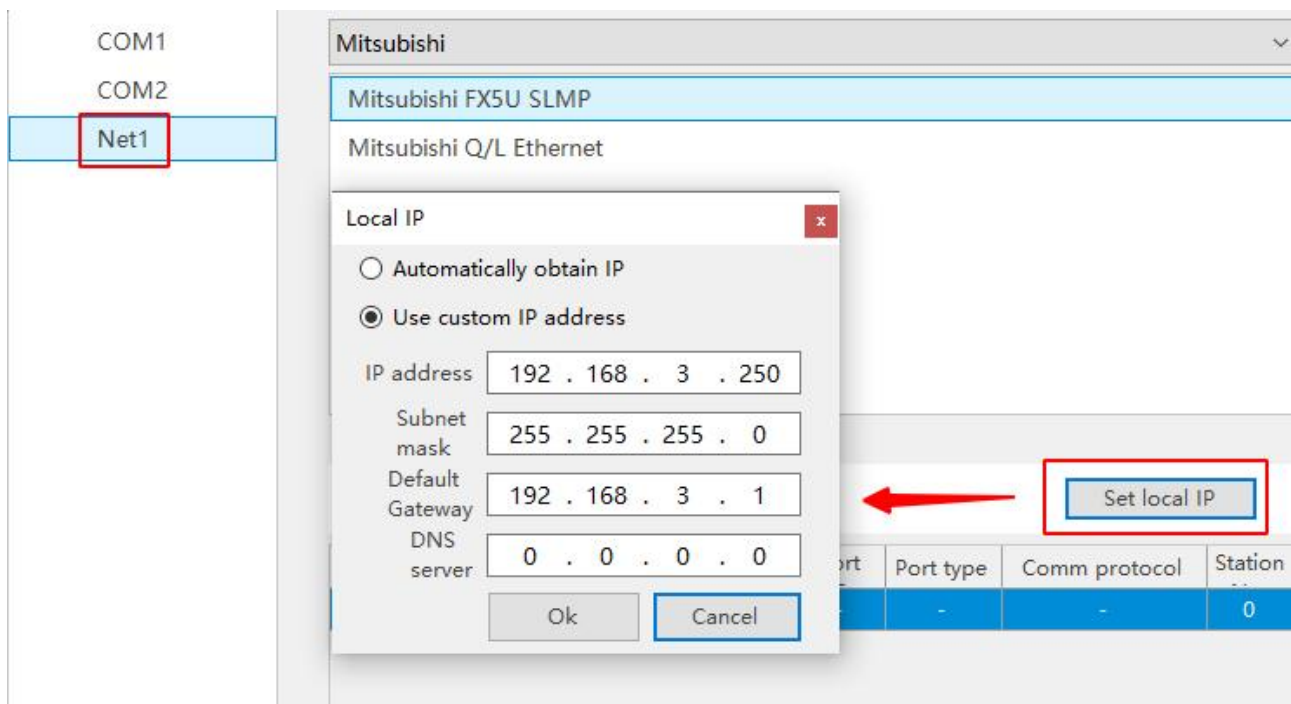 COM1
COM2
Net1
Mitsubishi
Mitsubishi FX5U SLMP
Mitsubishi Q/L Ethernet
Local IP
x
Automatically obtain IP
Use custom IP address
IP address 192 . 168 . 3 . 250
Subnet mask 255 . 255 . 255 . 0
Default Gateway 192 . 168 . 3 . 1
DNS server 0 . 0 . 0 . 0
Ok Cancel
Set local IP
Port type Comm protocol Station
- - 0